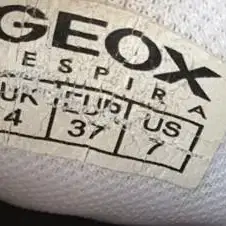 GEOX
RESPIRA
UK EUR US
4 37 7